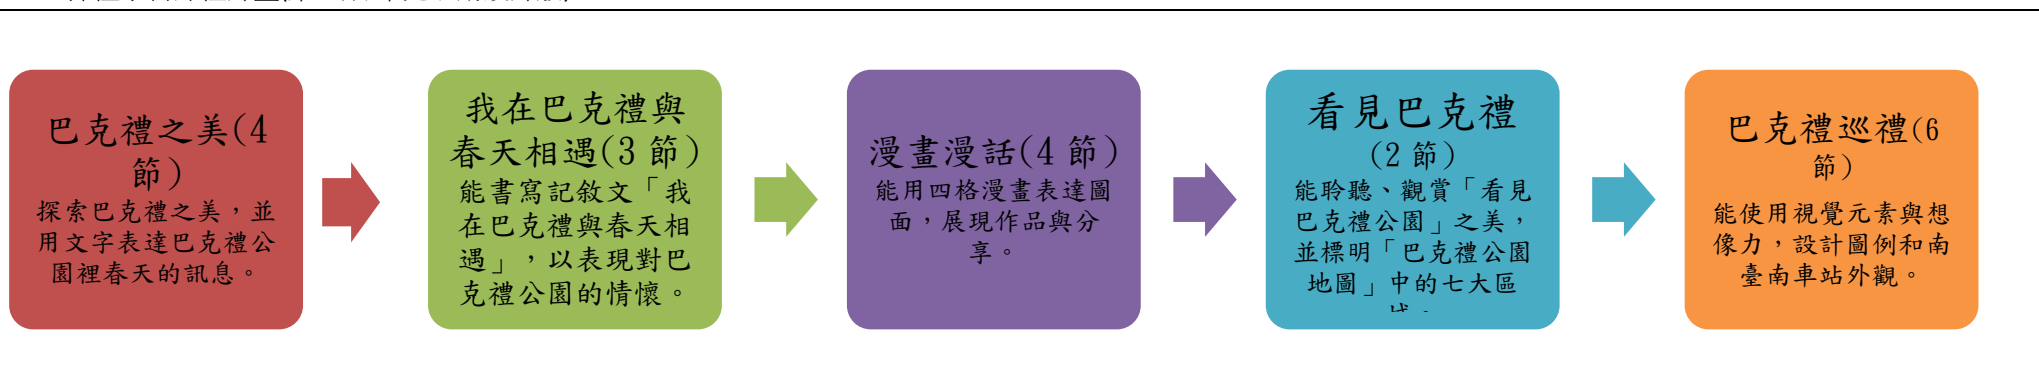 巴克禮之美(4
節)
探索巴克禮之美，並
用文字表達巴克禮公
園裡春天的訊息。
我在巴克禮與
春天相遇(3 節)
能書寫記敘文「我
在巴克禮與春天相
遇」，以表現對巴
克禮公園的情懷。
漫畫漫話(4 節)
能用四格漫畫表達圖
面，展現作品與分
享。
看見巴克禮
(2 節)
能聆聽、觀賞「看見
巴克禮公園」之美，
並標明「巴克禮公園
地圖」中的七大區
巴克禮巡禮(6
節)
能使用視覺元素與想
像力，設計圖例和南
臺南車站外觀。